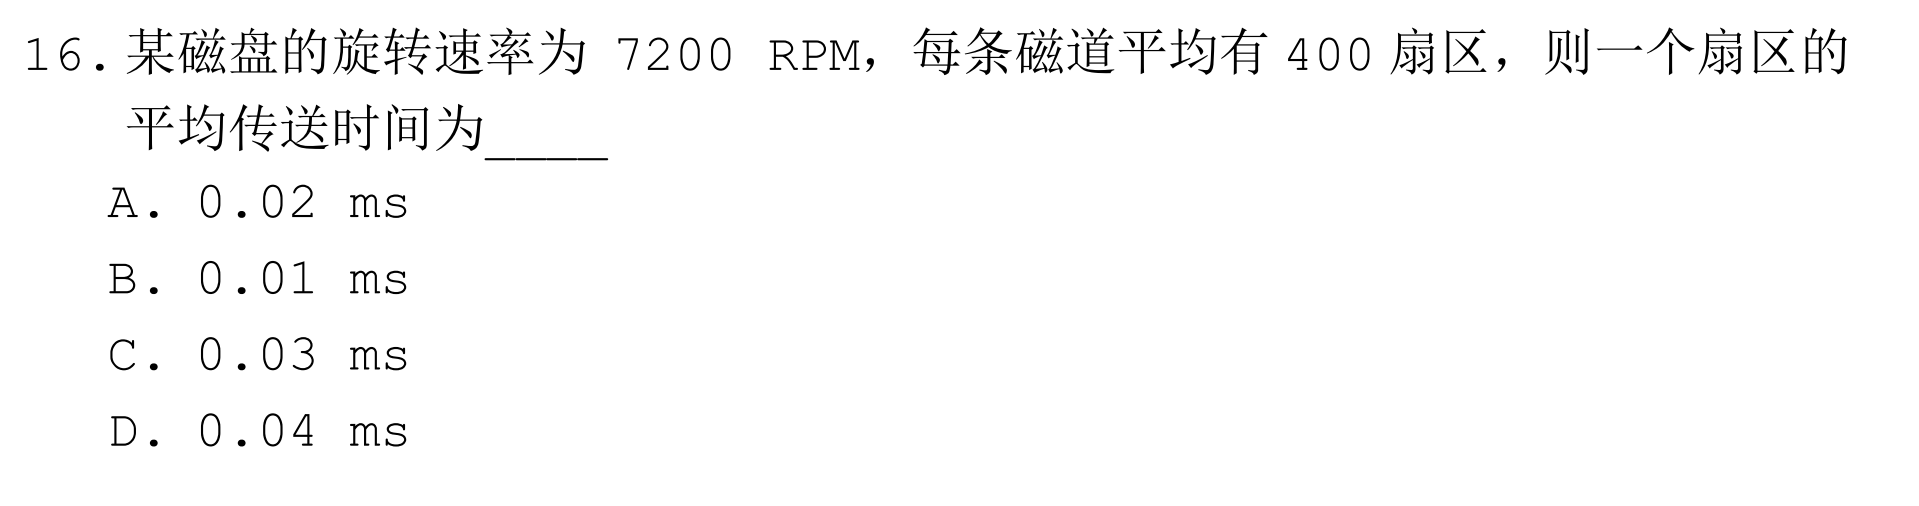 16.某磁盘的旋转速率为 7200 RPM，每条磁道平均有 400 扇区，则一个扇区的
平均传送时间为____
A. 0.02 ms
B. 0.01 ms
C. 0.03 ms
D. 0.04 ms